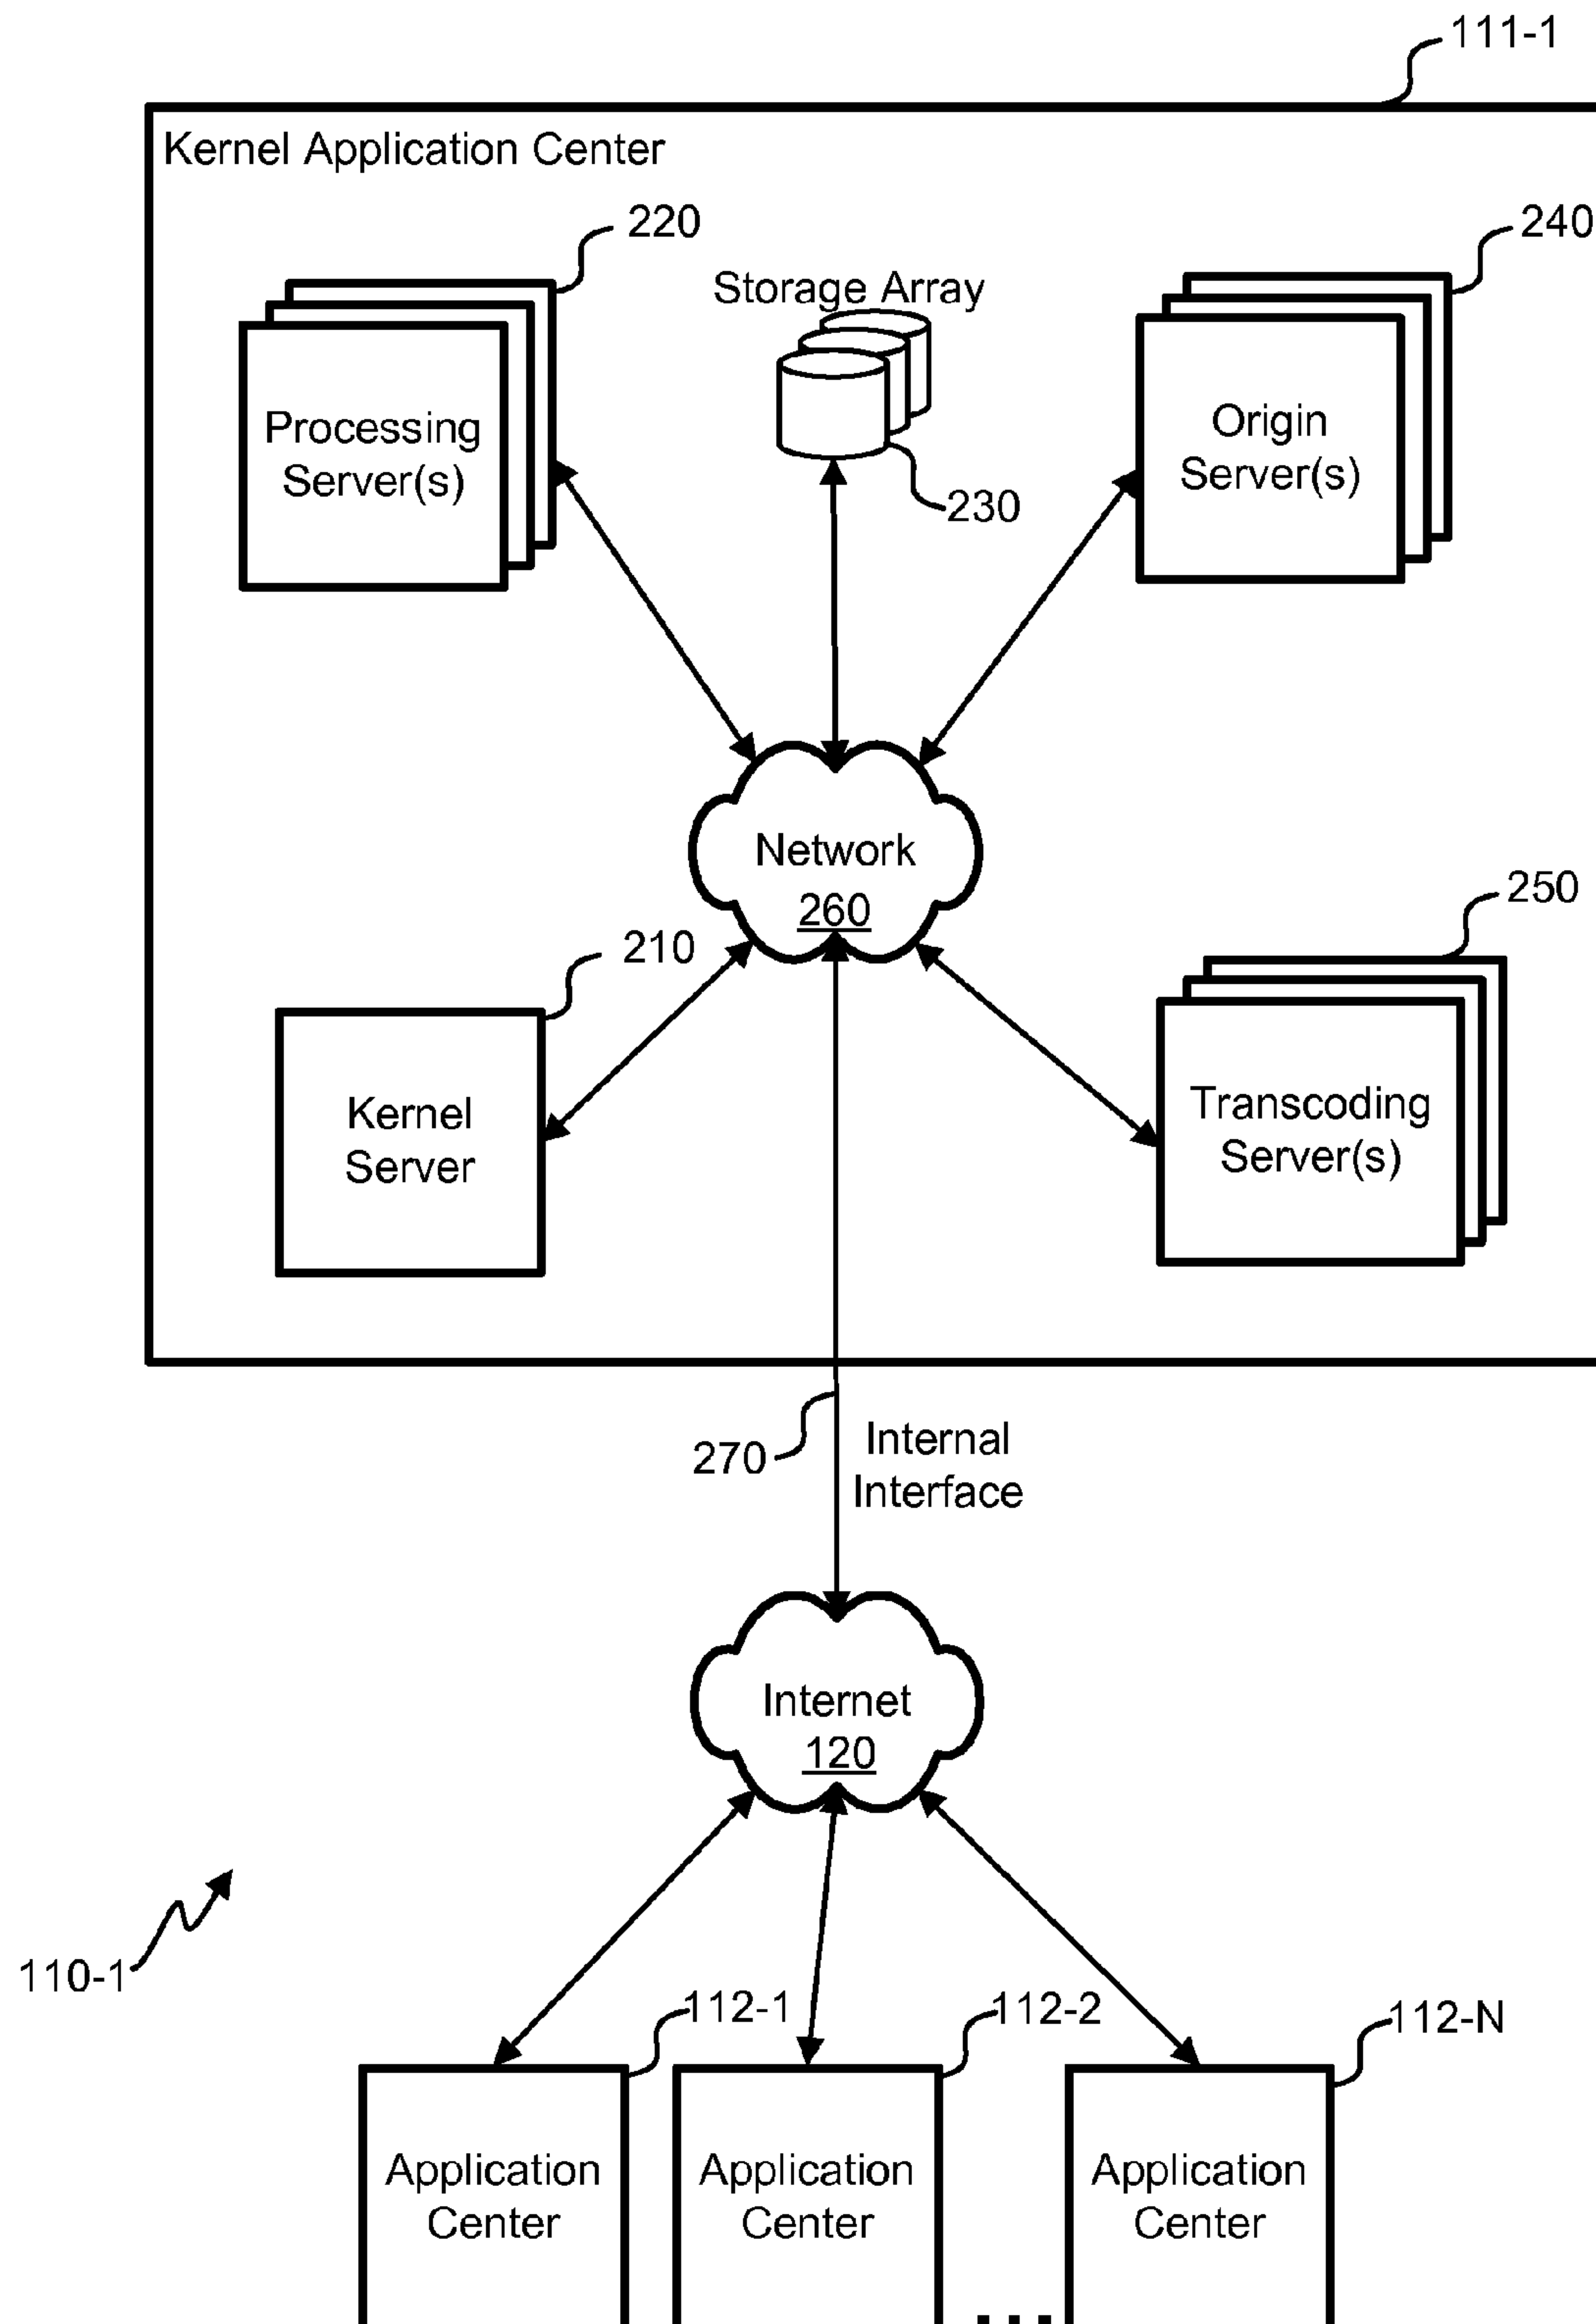 111-1
Kernel Application Center
220
240
Storage Array
Processing
Server(s)
Origin
Server(s)
230
Network
260
250
210
Kernel
Server
Transcoding
Server(s)
270
Internal
Interface
Internet
120
110-1
112-1
112-2
112-N
Application
Center
Application
Center
Application
Center
...